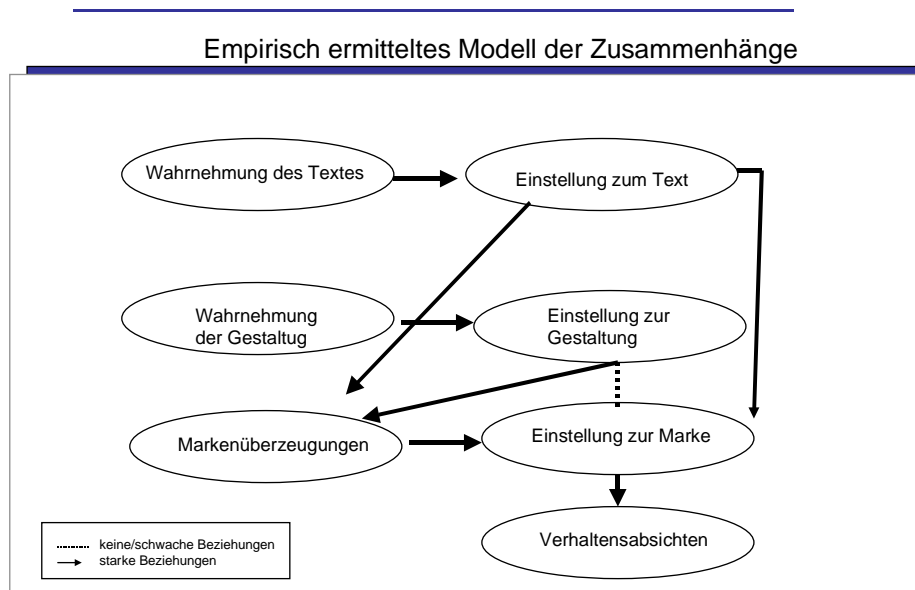 Empirisch ermitteltes Modell der Zusammenhänge
Wahrnehmung des Textes
Einstellung zum Text
Wahrnehmung
der Gestaltug
Einstellung zur
Gestaltung
Markenüberzeugungen
Einstellung zur Marke
Verhaltensabsichten
keine/schwache Beziehungen
starke Beziehungen